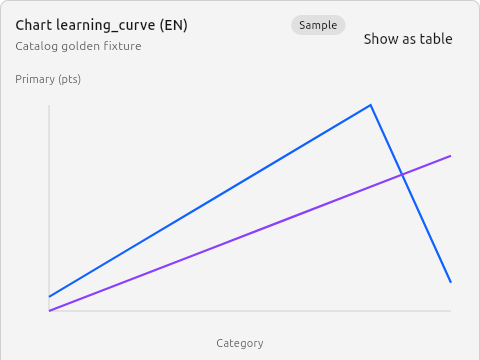 Chart learning_curve (EN)
Sample
Show as table
Catalog golden fixture
Primary (pts)
Category